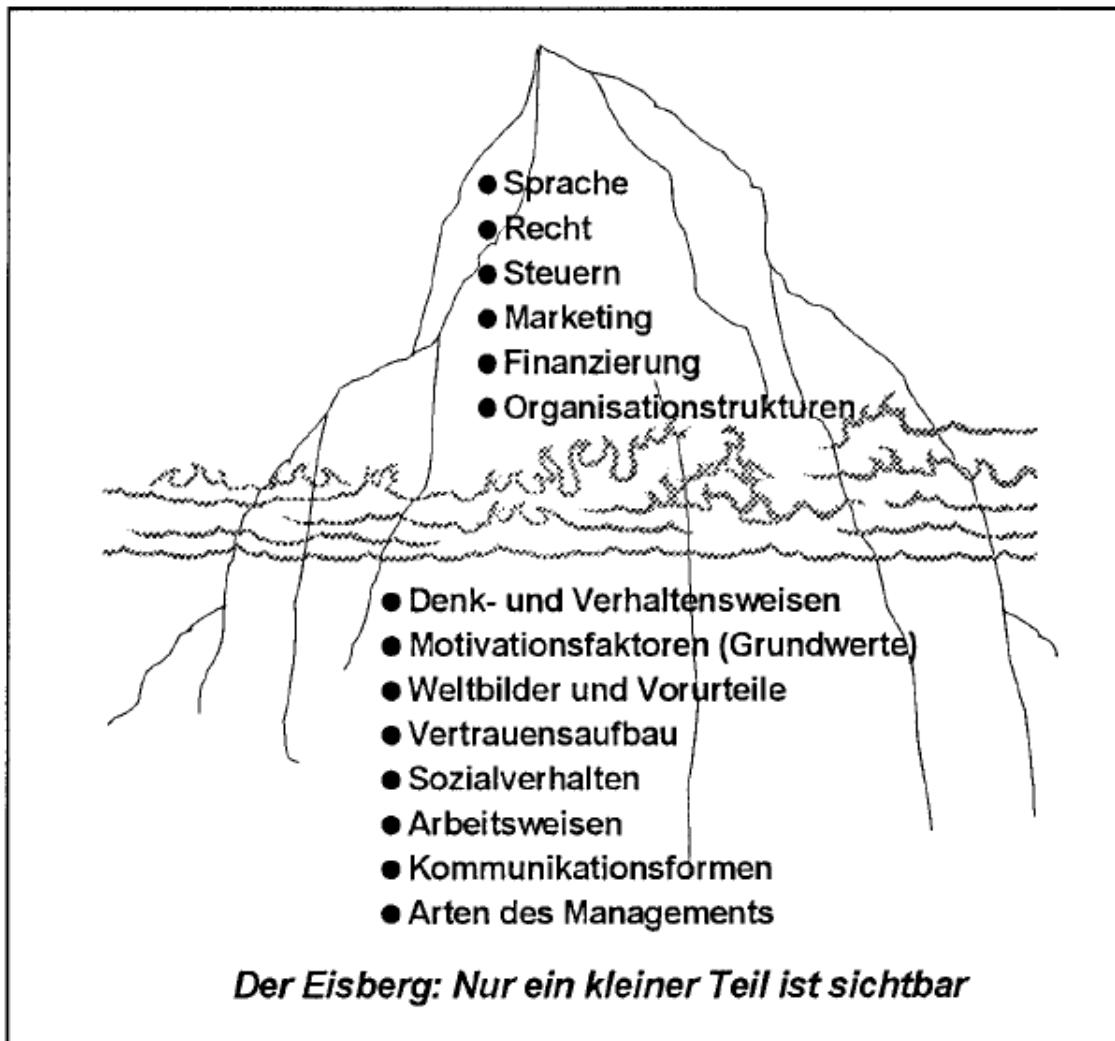 ● Sprache
● Recht
● Steuern
● Marketing
● Finanzierung
● Organisationstrukturen
● Denk- und Verhaltensweisen
● Motivationsfaktoren (Grundwerte)
● Weltbilder und Vorurteile
● Vertrauensaufbau
● Sozialverhalten
● Arbeitsweisen
● Kommunikationsformen
● Arten des Managements
Der Eisberg: Nur ein kleiner Teil ist sichtbar